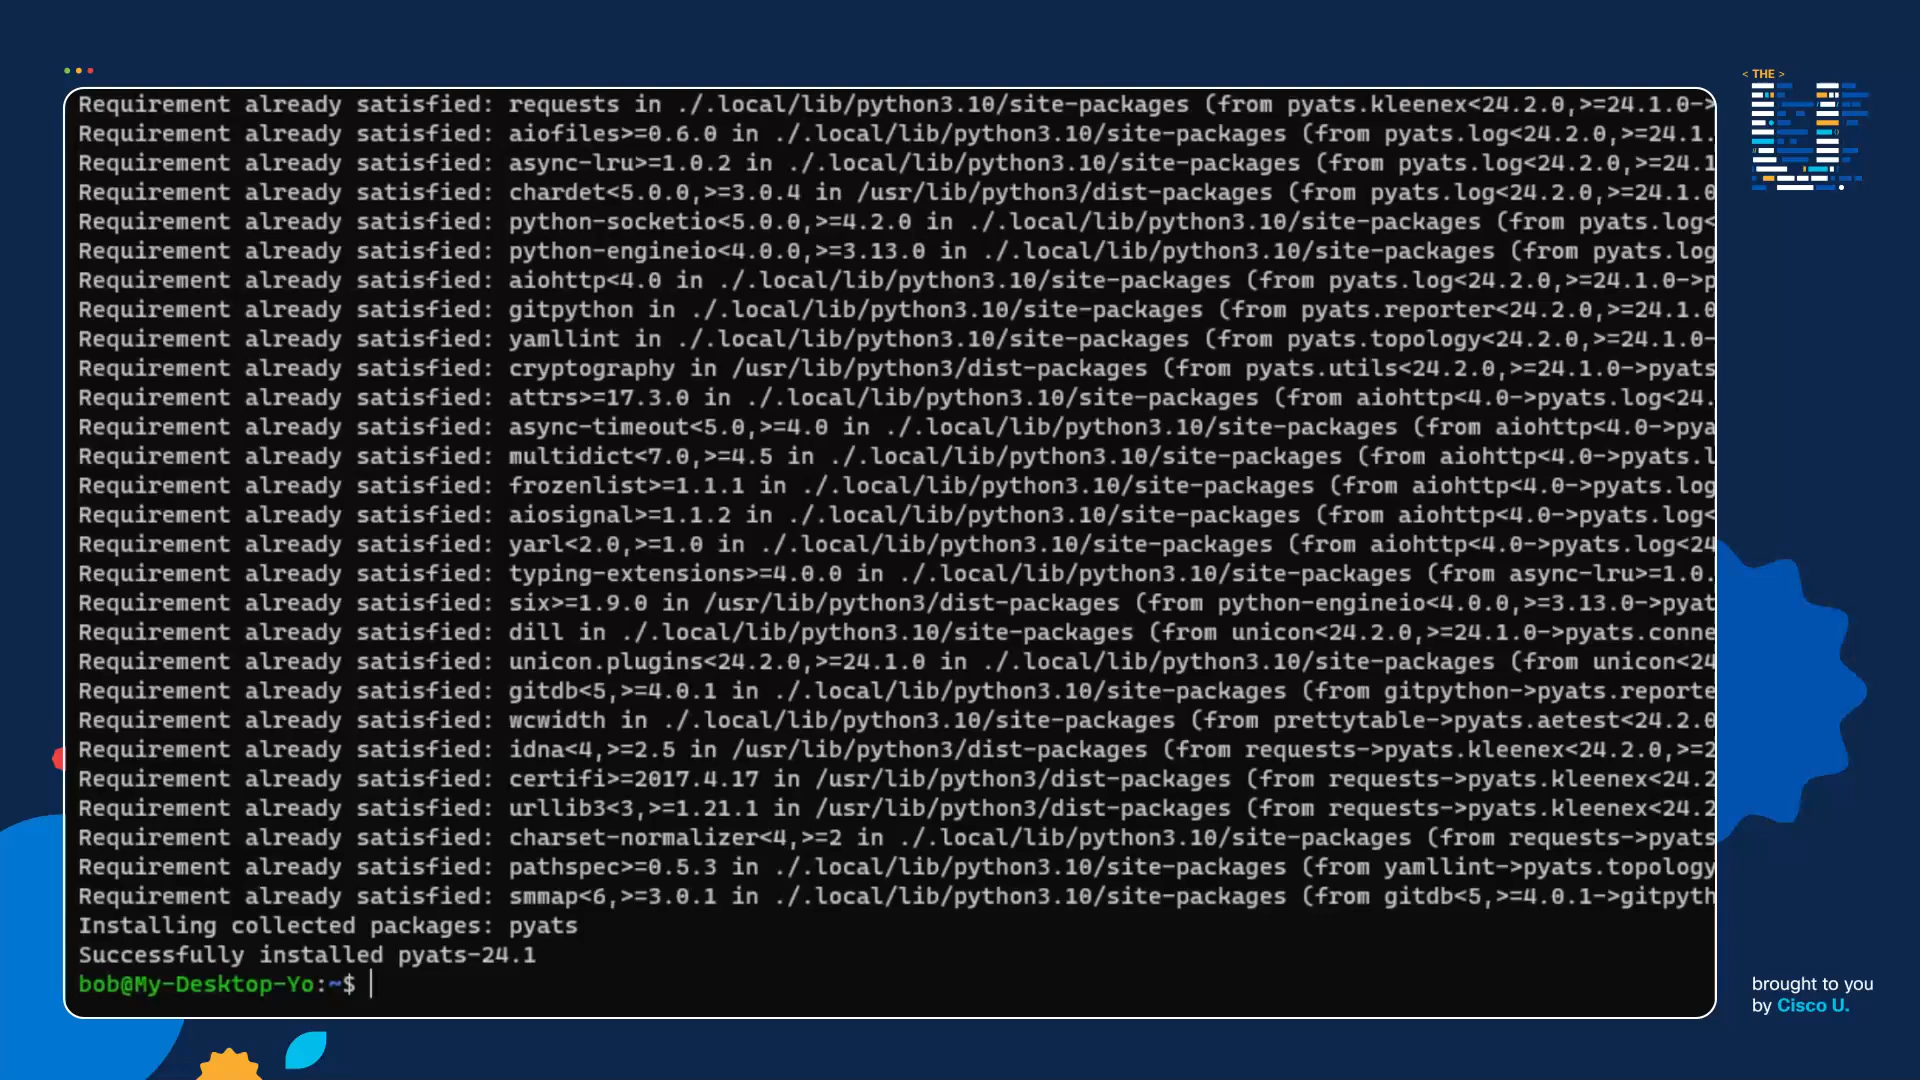 < THE >
Requirement already satisfied: requests in ./.local/lib/python3.10/site-packages (from pyats.kleenex<24.2.0,>=24.1.0->
Requirement already satisfied: aiofiles>=0.6.0 in ./.local/lib/python3.10/site-packages (from pyats.log<24.2.0,>=24.1.
Requirement already satisfied: async-lru>=1.0.2 in ./.local/lib/python3.10/site-packages (from pyats.log<24.2.0,>=24.1
Requirement already satisfied: chardet<5.0.0,>=3.0.4 in /usr/lib/python3/dist-packages (from pyats.log<24.2.0,>=24.1.0
Requirement already satisfied: python-socketio<5.0.0,>=4.2.0 in ./.local/lib/python3.10/site-packages (from pyats.log<
Requirement already satisfied: python-engineio<4.0.0,>=3.13.0 in ./.local/lib/python3.10/site-packages (from pyats.log
Requirement already satisfied: aiohttp<4.0 in ./.local/lib/python3.10/site-packages (from pyats.log<24.2.0,>=24.1.0->p
Requirement already satisfied: gitpython in ./.local/lib/python3.10/site-packages (from pyats.reporter<24.2.0,>=24.1.0
Requirement already satisfied: yamllint in ./.local/lib/python3.10/site-packages (from pyats.topology<24.2.0,>=24.1.0-
Requirement already satisfied: cryptography in /usr/lib/python3/dist-packages (from pyats.utils<24.2.0,>=24.1.0->pyats
Requirement already satisfied: attrs>=17.3.0 in ./.local/lib/python3.10/site-packages (from aiohttp<4.0->pyats.log<24.
Requirement already satisfied: async-timeout<5.0,>=4.0 in ./.local/lib/python3.10/site-packages (from aiohttp<4.0->pya
Requirement already satisfied: multidict<7.0,>=4.5 in ./.local/lib/python3.10/site-packages (from aiohttp<4.0->pyats.l
Requirement already satisfied: frozenlist>=1.1.1 in ./.local/lib/python3.10/site-packages (from aiohttp<4.0->pyats.log
Requirement already satisfied: aiosignal>=1.1.2 in ./.local/lib/python3.10/site-packages (from aiohttp<4.0->pyats.log<
Requirement already satisfied: yarl<2.0,>=1.0 in ./.local/lib/python3.10/site-packages (from aiohttp<4.0->pyats.log<24
Requirement already satisfied: typing-extensions>=4.0.0 in ./.local/lib/python3.10/site-packages (from async-lru>=1.0.
Requirement already satisfied: six>=1.9.0 in /usr/lib/python3/dist-packages (from python-engineio<4.0.0,>=3.13.0->pyat
Requirement already satisfied: dill in ./.local/lib/python3.10/site-packages (from unicon<24.2.0,>=24.1.0->pyats.conne
Requirement already satisfied: unicon.plugins<24.2.0,>=24.1.0 in ./.local/lib/python3.10/site-packages (from unicon<24
Requirement already satisfied: gitdb<5,>=4.0.1 in ./.local/lib/python3.10/site-packages (from gitpython->pyats.reporte
Requirement already satisfied: wcwidth in ./.local/lib/python3.10/site-packages (from prettytable->pyats.aetest<24.2.0
Requirement already satisfied: idna<4,>=2.5 in /usr/lib/python3/dist-packages (from requests->pyats.kleenex<24.2.0,>=2
Requirement already satisfied: certifi>=2017.4.17 in /usr/lib/python3/dist-packages (from requests->pyats.kleenex<24.2
Requirement already satisfied: urllib3<3,>=1.21.1 in /usr/lib/python3/dist-packages (from requests->pyats.kleenex<24.2
Requirement already satisfied: charset-normalizer<4,>=2 in ./.local/lib/python3.10/site-packages (from requests->pyats
Requirement already satisfied: pathspec>=0.5.3 in ./.local/lib/python3.10/site-packages (from yamllint->pyats.topology
Requirement already satisfied: smmap<6,>=3.0.1 in ./.local/lib/python3.10/site-packages (from gitdb<5,>=4.0.1->gitpyth
Installing collected packages: pyats
Successfully installed pyats-24.1
bob@My-Desktop-Yo:~$
brought to you
by Cisco U.